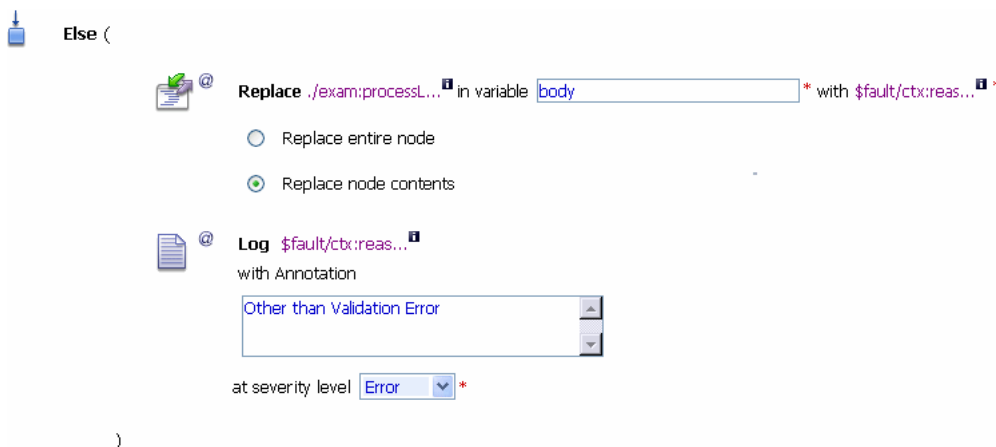 Else (
@ Replace ./exam:processL... i in variable body * with $fault/ctx:reas... i *
Replace entire node
Replace node contents
@ Log $fault/ctx:reas... i
with Annotation
Other than Validation Error
at severity level Error *
)